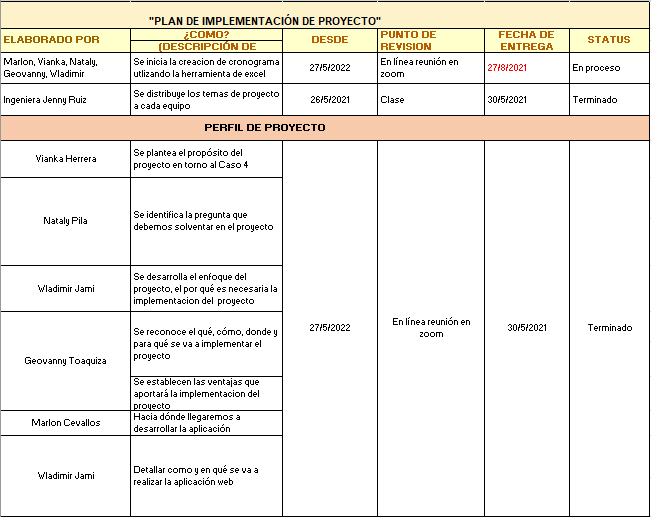 "PLAN DE IMPLEMENTACIÓN DE PROYECTO"
ELABORADO POR
¿COMO?
(DESCRIPCIÓN DE
DESDE
PUNTO DE
REVISION
FECHA DE
ENTREGA
STATUS
Marlon, Vianka, Nataly,
Geovanny, Wladimir
Se inicia la creacion de cronograma
utlizando la herramienta de excel
27/5/2022
En línea reunión en
zoom
27/8/2021
En proceso
Ingeniera Jenny Ruiz
Se distribuye los temas de proyecto
a cada equipo
26/5/2021
Clase
30/5/2021
Terminado
PERFIL DE PROYECTO
Vianka Herrera
Se plantea el propósito del
proyecto en torno al Caso 4
Nataly Pila
Se identifica la pregunta que
debemos solventar en el proyecto
Wladimir Jami
Se desarrolla el enfoque del
proyecto, el por qué es necesaria la
implementacion del proyecto
Geovanny Toaquiza
Se reconoce el qué, cómo, donde y
para qué se va a implementar el
proyecto
Se establecen las ventajas que
aportará la implementacion del
proyecto
Marlon Cevallos
Hacia dónde llegaremos a
desarrollar la aplicación
Wladimir Jami
Detallar como y en qué se va a
realizar la aplicación web
27/5/2022
En línea reunión en
zoom
30/5/2021
Terminado